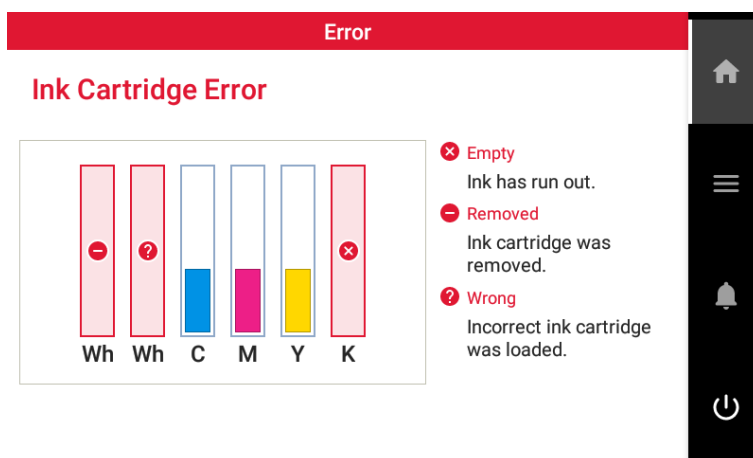 Error
Ink Cartridge Error
Wh Wh C M Y K
Empty
Ink has run out.
Removed
Ink cartridge was
removed.
Wrong
Incorrect ink cartridge
was loaded.